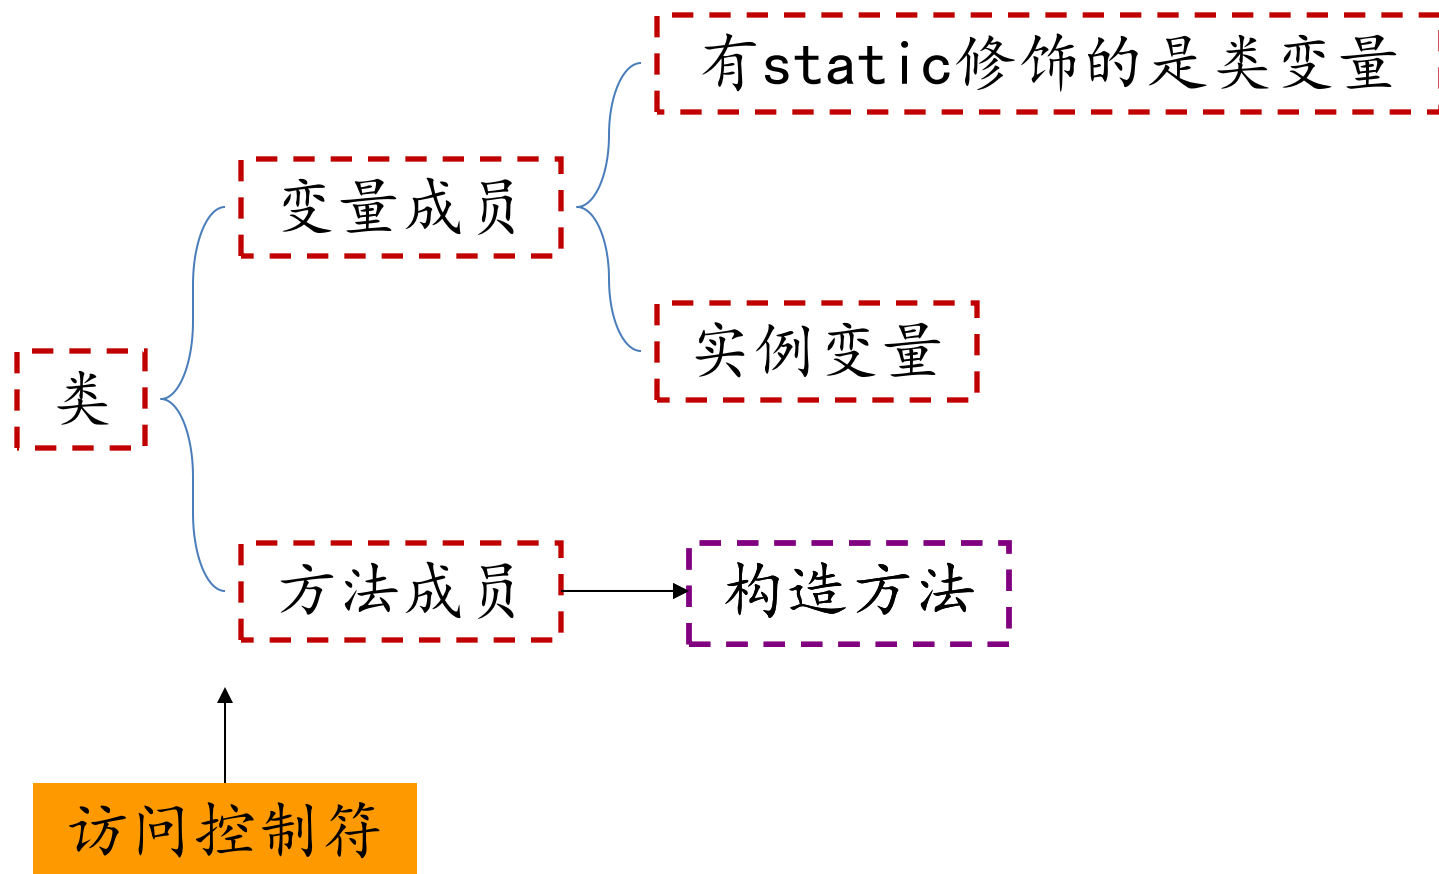 有static修饰的是类变量
变量成员
实例变量
类
方法成员
构造方法
访问控制符